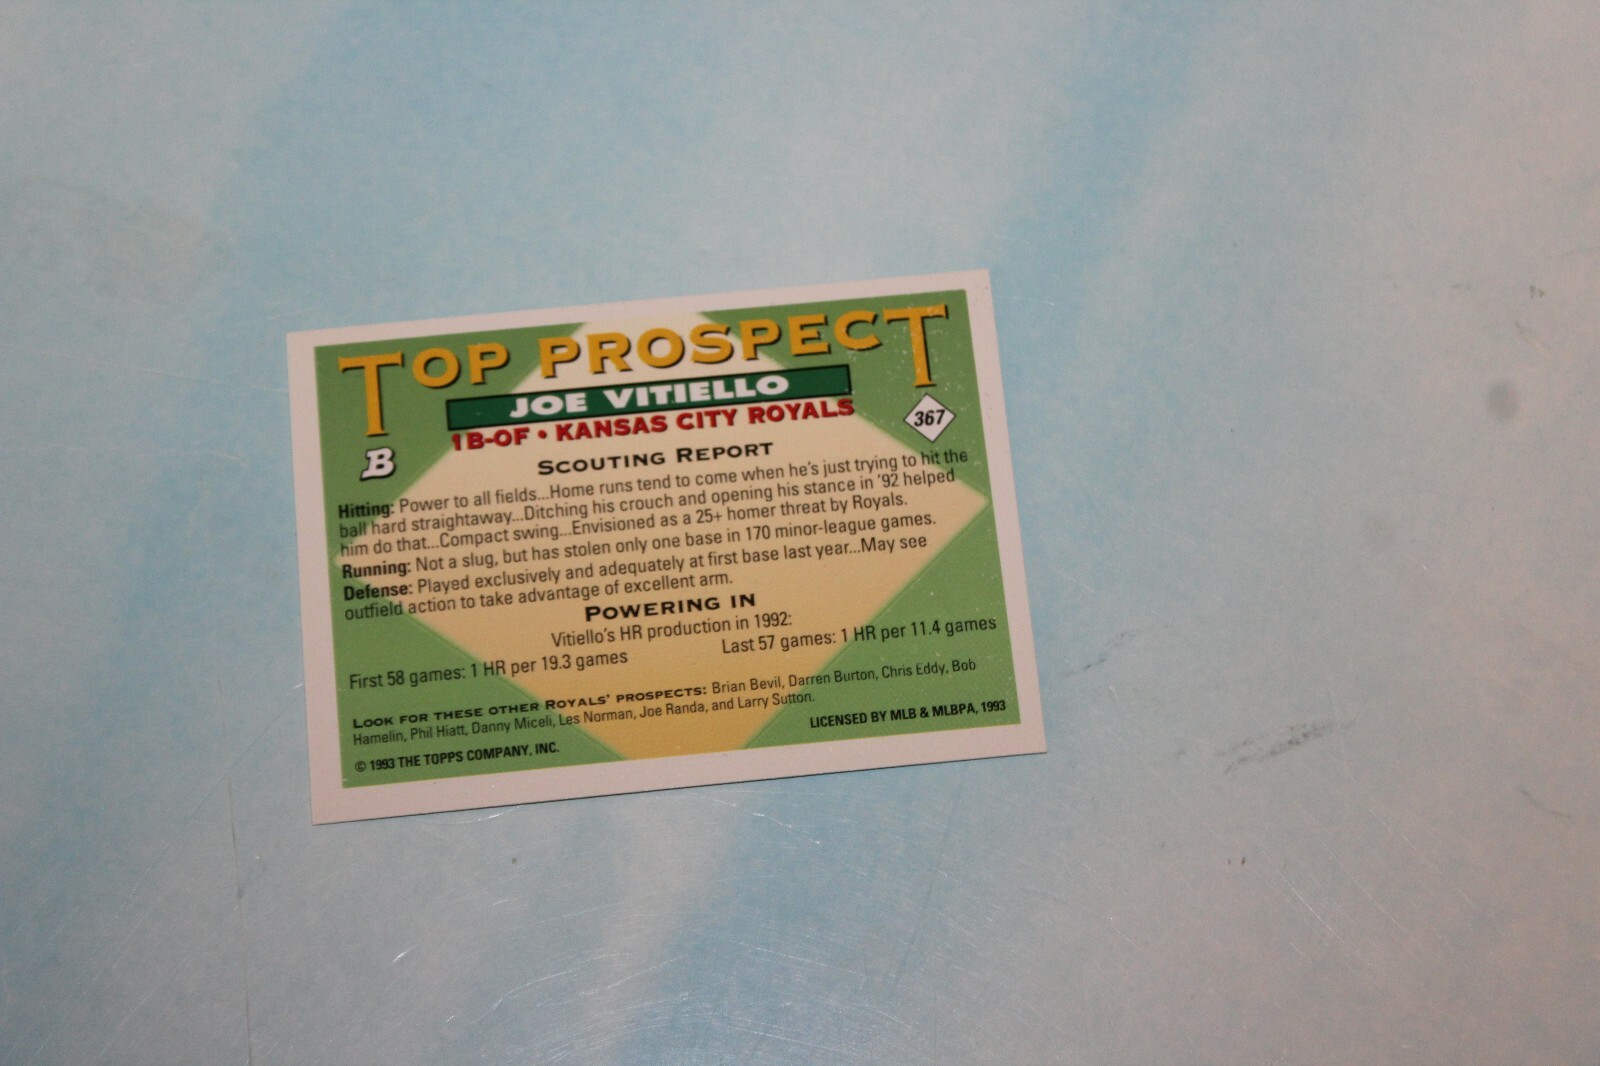 TOP PROSPECT
JOE VITIELLO
1B-OF • KANSAS CITY ROYALS
367
B
SCOUTING REPORT
Hitting: Power to all fields...Home runs tend to come when he's just trying to hit the
ball hard straightaway...Ditching his crouch and opening his stance in '92 helped
him do that...Compact swing...Envisioned as a 25+ homer threat by Royals.
Running: Not a slug, but has stolen only one base in 170 minor-league games.
Defense: Played exclusively and adequately at first base last year...May see
outfield action to take advantage of excellent arm.
POWERING IN
Vitiello's HR production in 1992:
First 58 games: 1 HR per 19.3 games Last 57 games: 1 HR per 11.4 games
LOOK FOR THESE OTHER ROYALS' PROSPECTS: Brian Bevil, Darren Burton, Chris Eddy, Bob
Hamelin, Phil Hiatt, Danny Miceli, Les Norman, Joe Randa, and Larry Sutton.
© 1993 THE TOPPS COMPANY, INC. LICENSED BY MLB & MLBPA, 1993